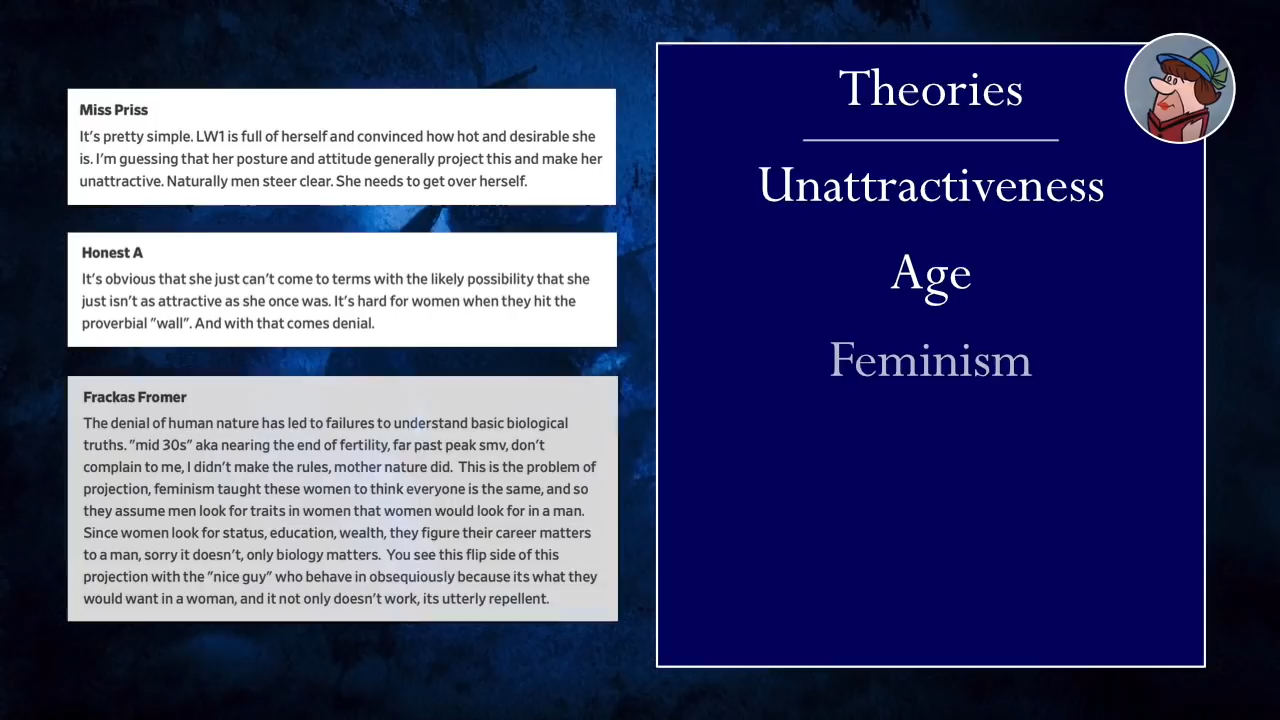 Miss Priss
It's pretty simple. LW1 is full of herself and convinced how hot and desirable she
is. I'm guessing that her posture and attitude generally project this and make her
unattractive. Naturally men steer clear. She needs to get over herself.
Honest A
It's obvious that she just can't come to terms with the likely possibility that she
just isn't as attractive as she once was. It's hard for women when they hit the
proverbial "wall". And with that comes denial.
Frackas Fromer
The denial of human nature has led to failures to understand basic biological
truths. "mid 30s" aka nearing the end of fertility, far past peak smv, don't
complain to me, I didn't make the rules, mother nature did.  This is the problem of
projection, feminism taught these women to think everyone is the same, and so
they assume men look for traits in women that women would look for in a man.
Since women look for status, education, wealth, they figure their career matters
to a man, sorry it doesn't, only biology matters.  You see this flip side of this
projection with the "nice guy" who behave in obsequiously because its what they
would want in a woman, and it not only doesn't work, its utterly repellent.
Theories
Unattractiveness
Age
Feminism